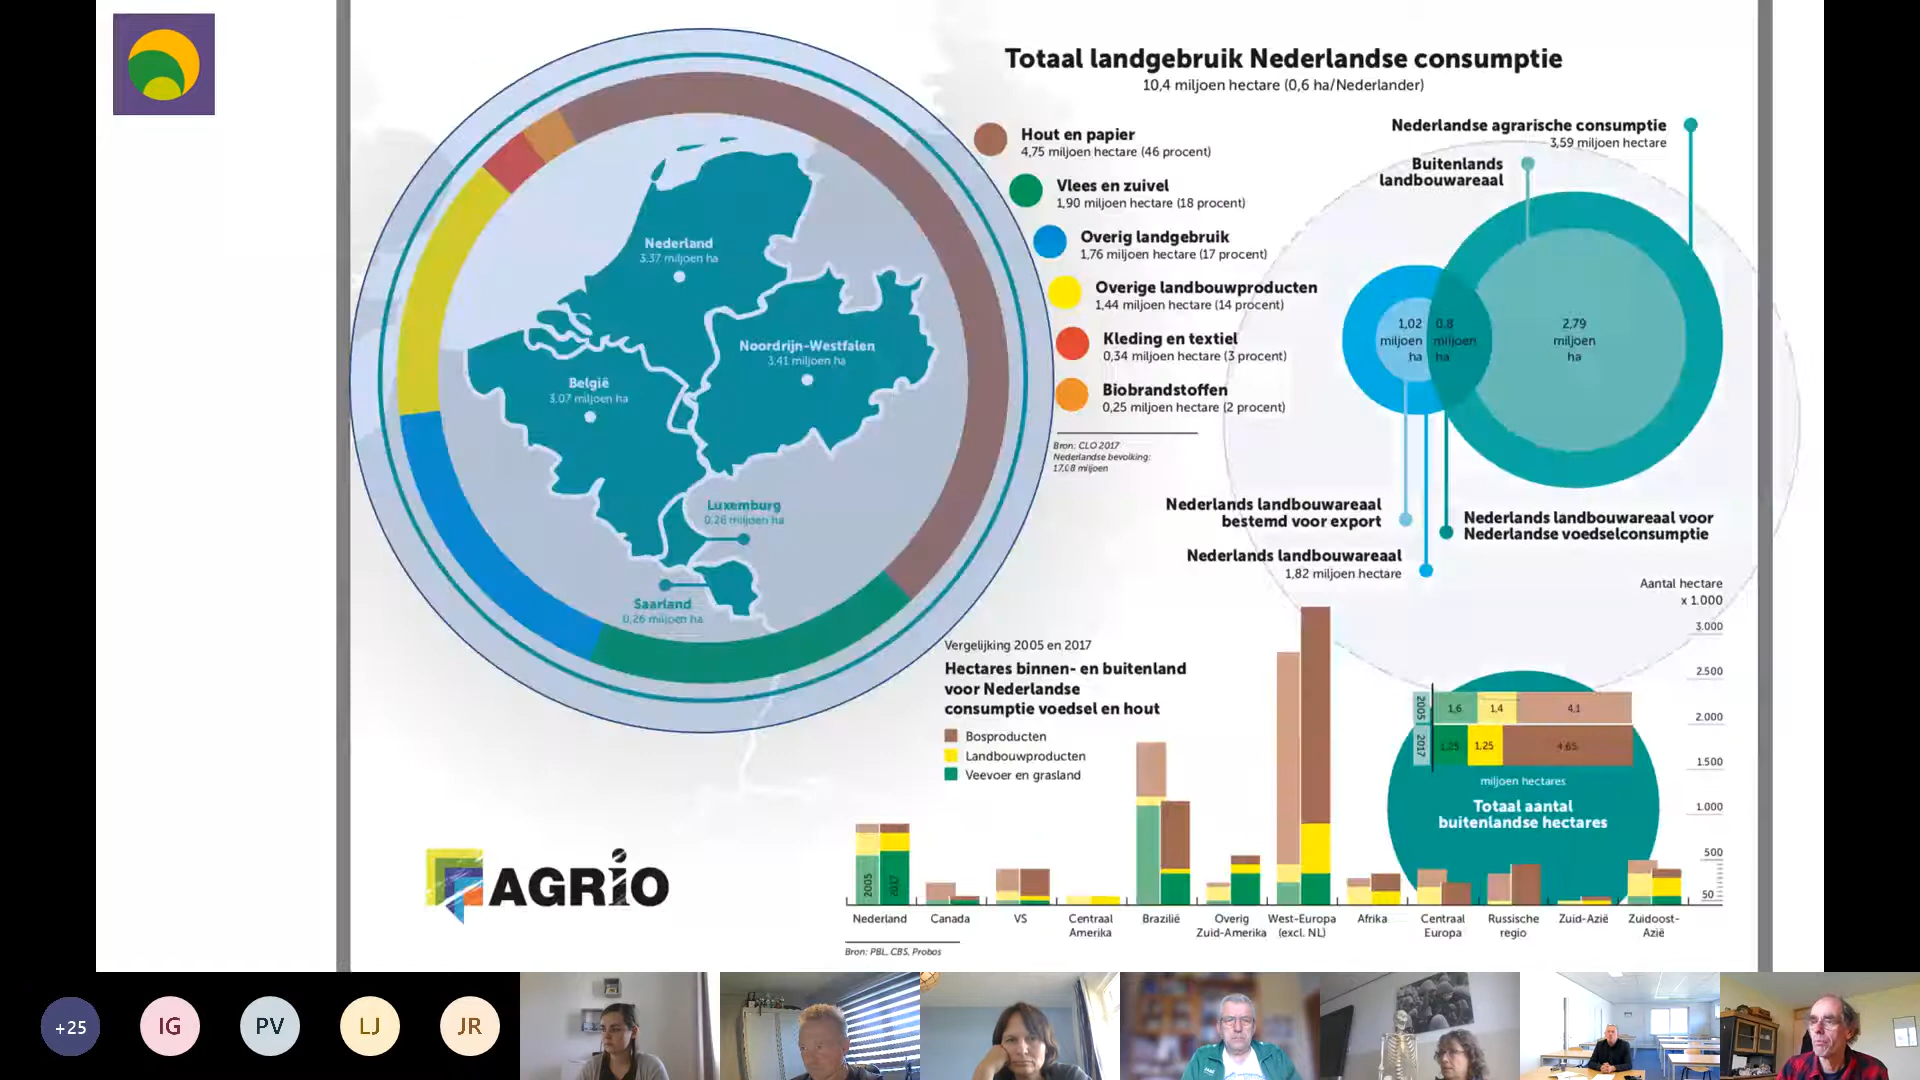 Totaal landgebruik Nederlandse consumptie
10,4 miljoen hectare (0,6 ha/Nederlander)
Hout en papier
4,75 miljoen hectare (46 procent)
Vlees en zuivel
1,90 miljoen hectare (18 procent)
Overig landgebruik
1,76 miljoen hectare (17 procent)
Overige landbouwproducten
1,44 miljoen hectare (14 procent)
Kleding en textiel
0,34 miljoen hectare (3 procent)
Biobrandstoffen
0,25 miljoen hectare (2 procent)
Bron: CLO 2017
Nederlandse bevolking:
17,08 miljoen
Nederland
3,37 miljoen ha
Noordrijn-Westfalen
3,41 miljoen ha
België
3,07 miljoen ha
Luxemburg
0,26 miljoen ha
Saarland
0,26 miljoen ha
Nederlandse agrarische consumptie
3,59 miljoen hectare
Buitenlands
landbouwareaal
1,02
miljoen
ha
0,8
miljoen
ha
2,79
miljoen
ha
Nederlands landbouwareaal
bestemd voor export
Nederlands landbouwareaal voor
Nederlandse voedselconsumptie
Nederlands landbouwareaal
1,82 miljoen hectare
Vergelijking 2005 en 2017
Hectares binnen- en buitenland
voor Nederlandse
consumptie voedsel en hout
Bosproducten
Landbouwproducten
Veevoer en grasland
Aantal hectare
x 1.000
3.000
2.500
2.000
1.500
1.000
500
50
2005
1,6
1,4
4,1
2017
1,25
1,25
4,65
miljoen hectares
Totaal aantal
buitenlandse hectares
2005
2017
Nederland
Canada
VS
Centraal
Amerika
Brazilië
Overig
Zuid-Amerika
West-Europa
(excl. NL)
Afrika
Centraal
Europa
Russische
regio
Zuid-Azië
Zuidoost-
Azië
Bron: PBL, CBS, Probos
AGRiO
+25
IG
PV
LJ
JR